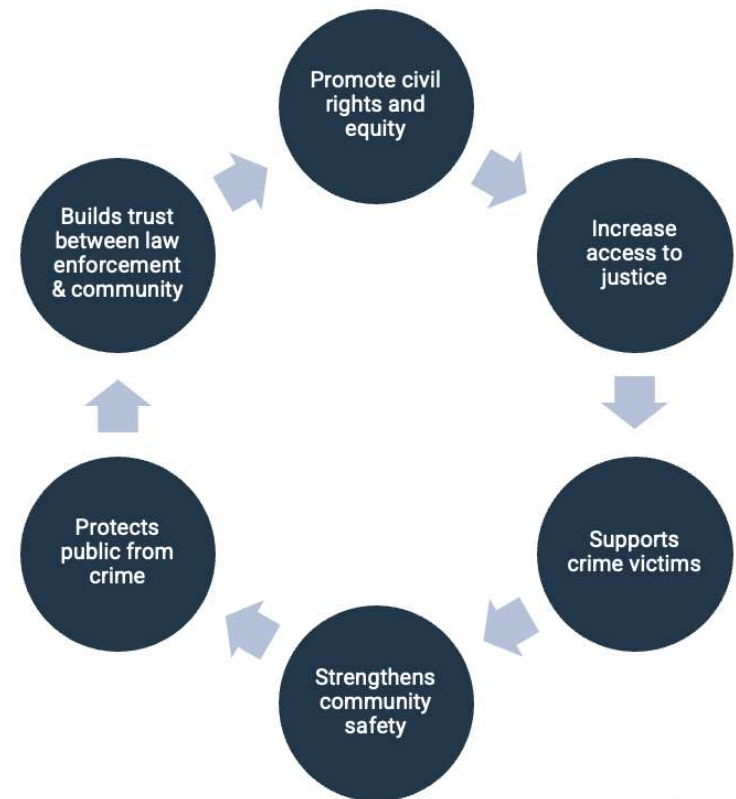 Promote civil
rights and
equity
Increase
access to
justice
Supports
crime victims
Strengthens
community
safety
Protects
public from
crime
Builds trust
between law
enforcement
& community